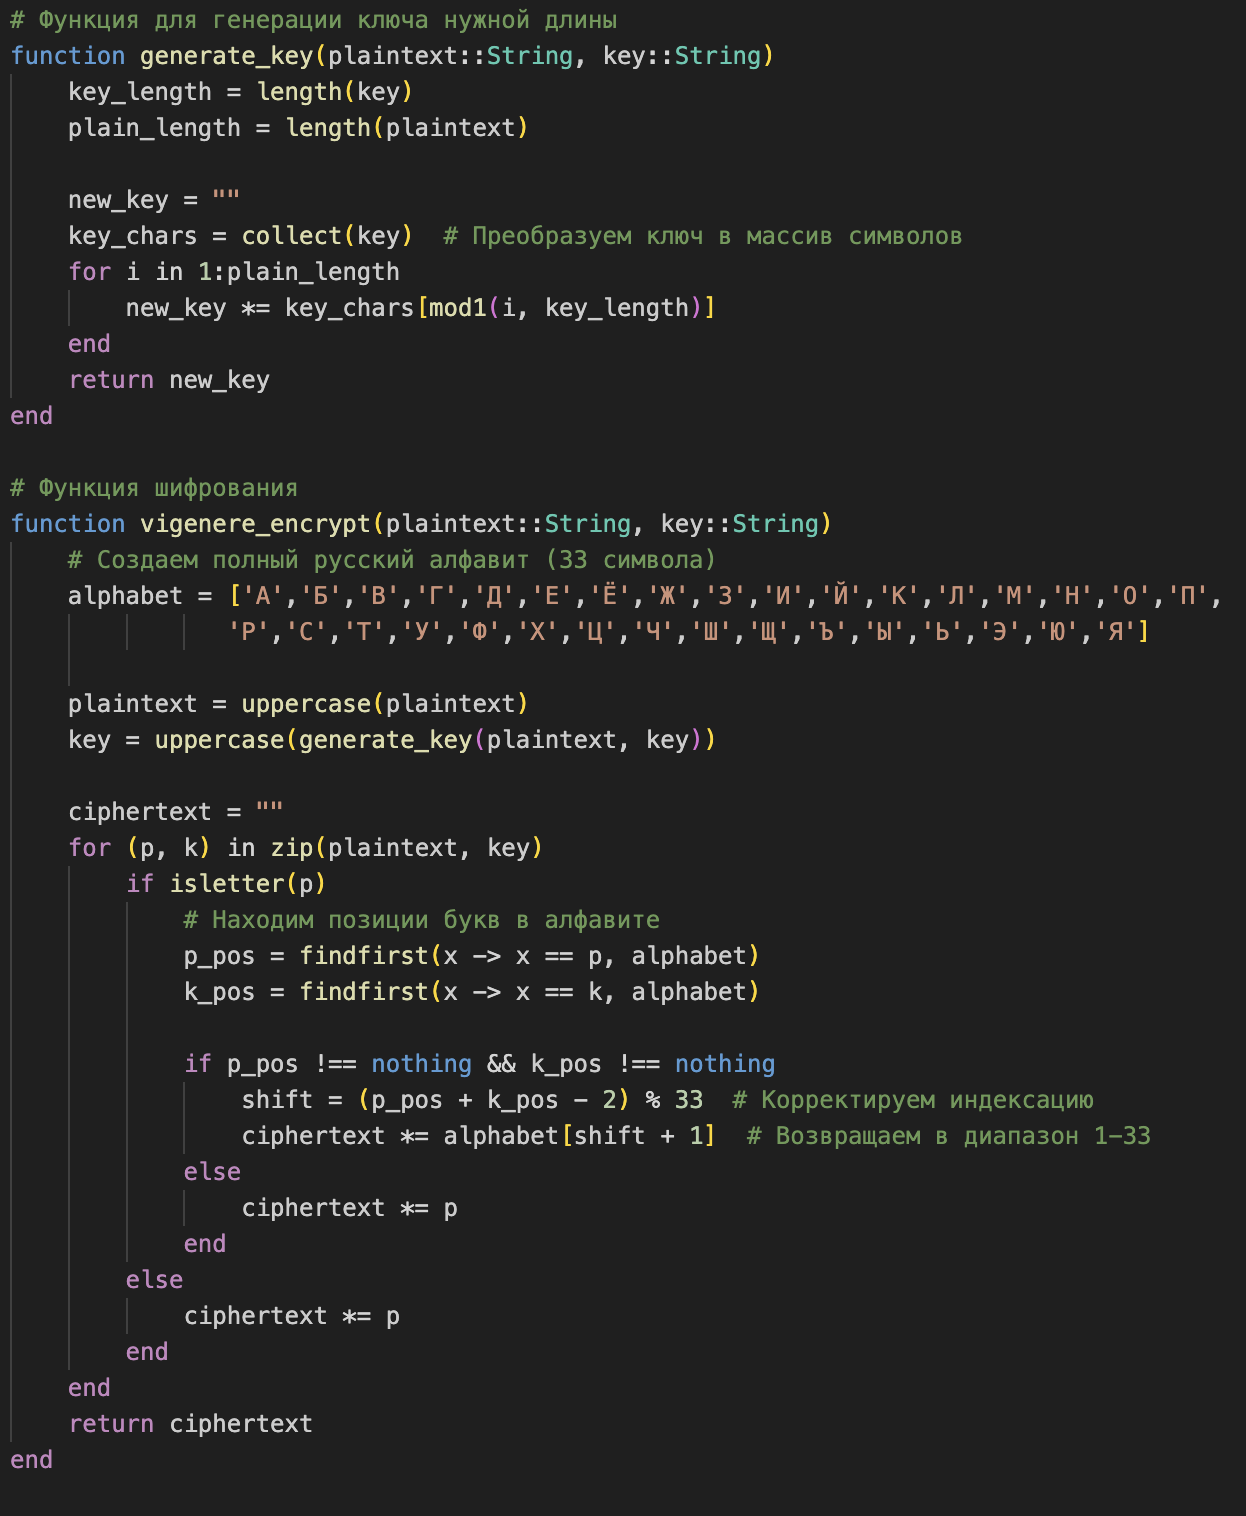 # Функция для генерации ключа нужной длины
function generate_key(plaintext::String, key::String)
    key_length = length(key)
    plain_length = length(plaintext)

    new_key = ""
    key_chars = collect(key)  # Преобразуем ключ в массив символов
    for i in 1:plain_length
        new_key *= key_chars[mod1(i, key_length)]
    end
    return new_key
end

# Функция шифрования
function vigenere_encrypt(plaintext::String, key::String)
    # Создаем полный русский алфавит (33 символа)
    alphabet = ['А','Б','В','Г','Д','Е','Ё','Ж','З','И','Й','К','Л','М','Н','О','П',
               'Р','С','Т','У','Ф','Х','Ц','Ч','Ш','Щ','Ъ','Ы','Ь','Э','Ю','Я']

    plaintext = uppercase(plaintext)
    key = uppercase(generate_key(plaintext, key))

    ciphertext = ""
    for (p, k) in zip(plaintext, key)
        if isletter(p)
            # Находим позиции букв в алфавите
            p_pos = findfirst(x -> x == p, alphabet)
            k_pos = findfirst(x -> x == k, alphabet)

            if p_pos !== nothing && k_pos !== nothing
                shift = (p_pos + k_pos - 2) % 33  # Корректируем индексацию
                ciphertext *= alphabet[shift + 1]  # Возвращаем в диапазон 1-33
            else
                ciphertext *= p
            end
        else
            ciphertext *= p
        end
    end
    return ciphertext
end